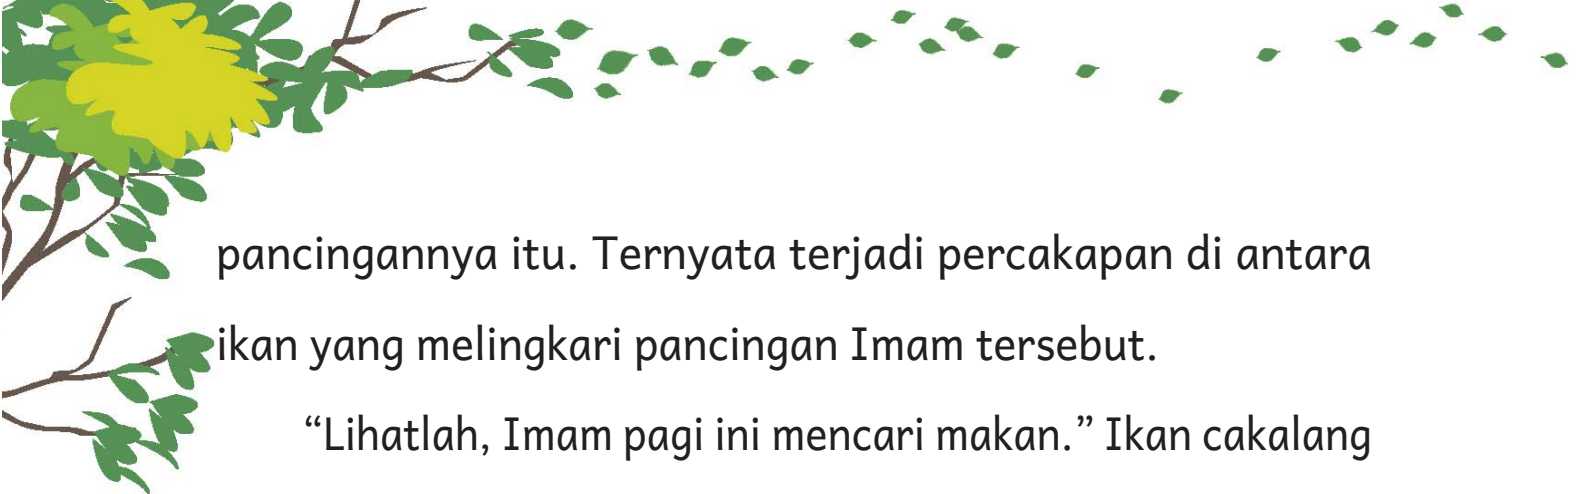 pancingannya itu. Ternyata terjadi percakapan di antara
ikan yang melingkari pancingan Imam tersebut.
“Lihatlah, Imam pagi ini mencari makan.” Ikan cakalang